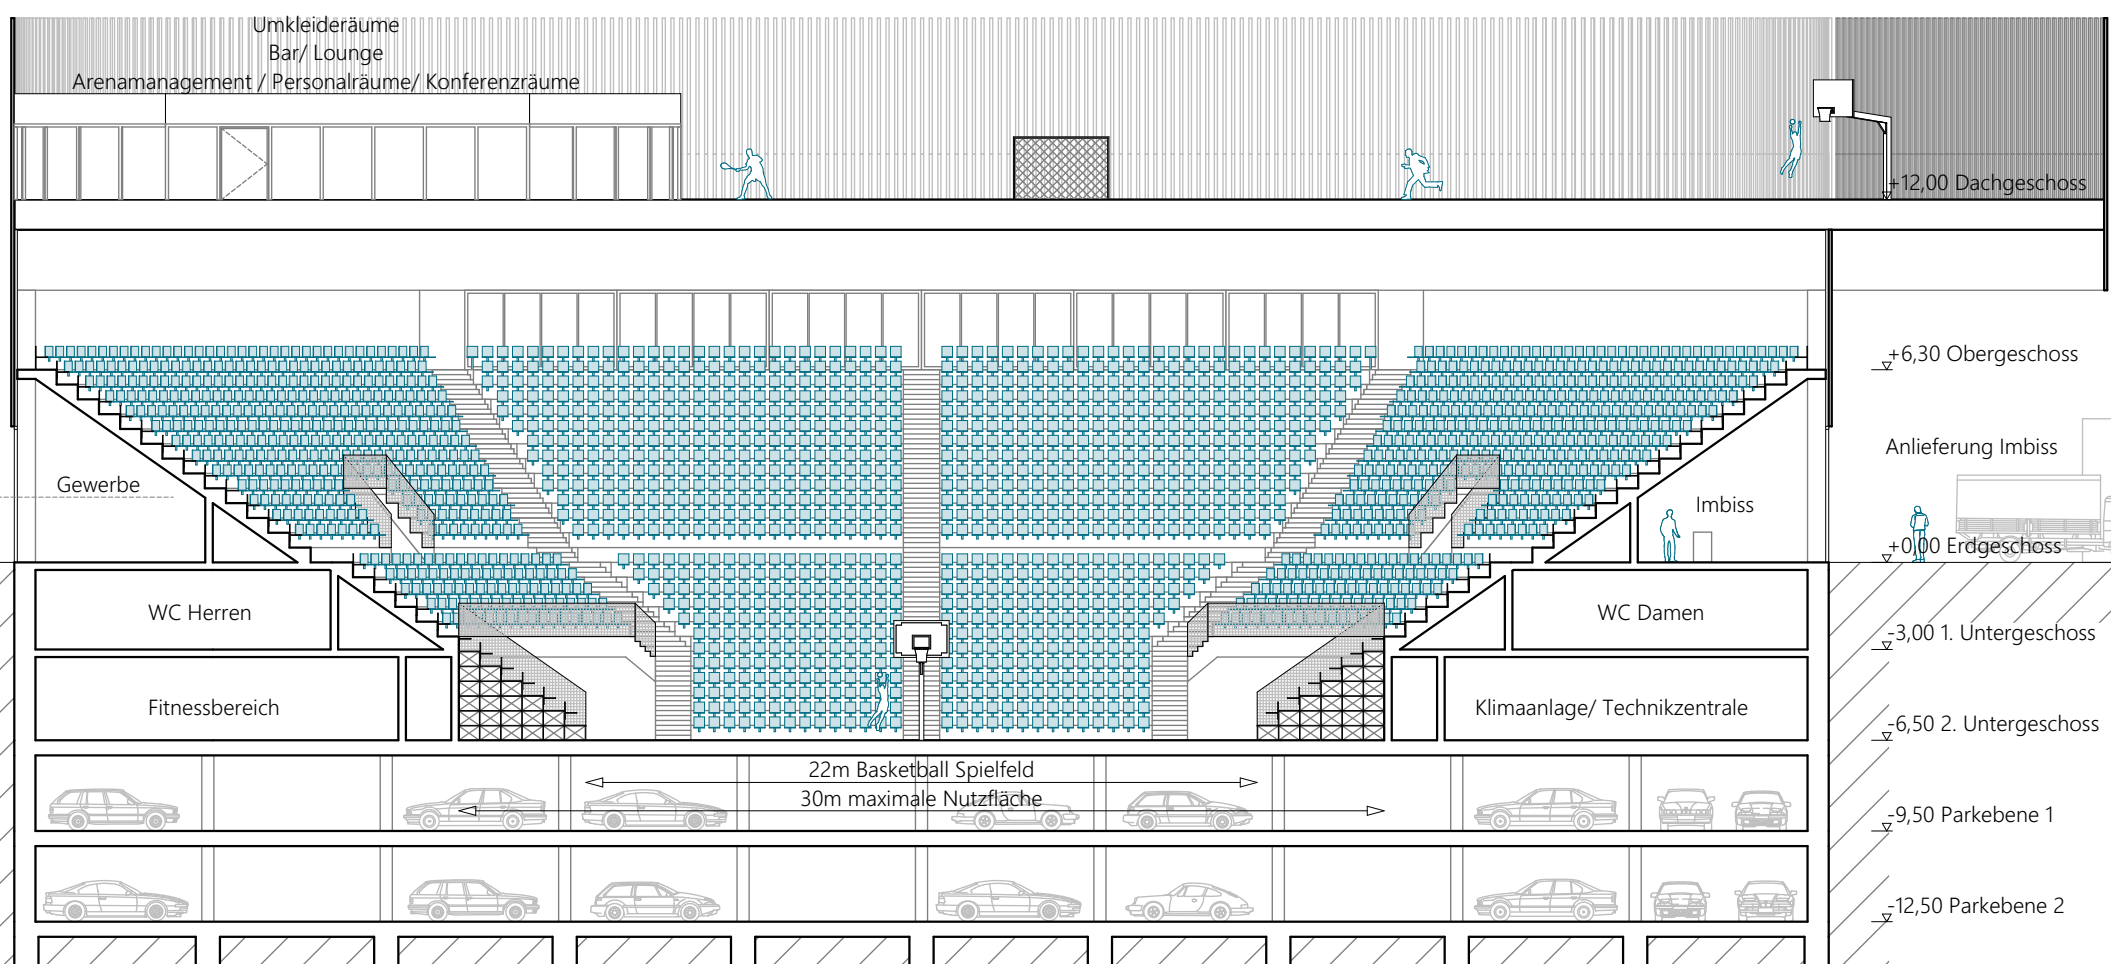 Umkleideräume
Bar/ Lounge
Arenamanagement / Personalräume/ Konferenzräume
+12,00 Dachgeschoss
+6,30 Obergeschoss
Anlieferung Imbiss
Gewerbe
Imbiss
+0,00 Erdgeschoss
WC Herren
WC Damen
-3,00 1. Untergeschoss
Fitnessbereich
Klimaanlage/ Technikzentrale
-6,50 2. Untergeschoss
22m Basketball Spielfeld
30m maximale Nutzfläche
-9,50 Parkebene 1
-12,50 Parkebene 2